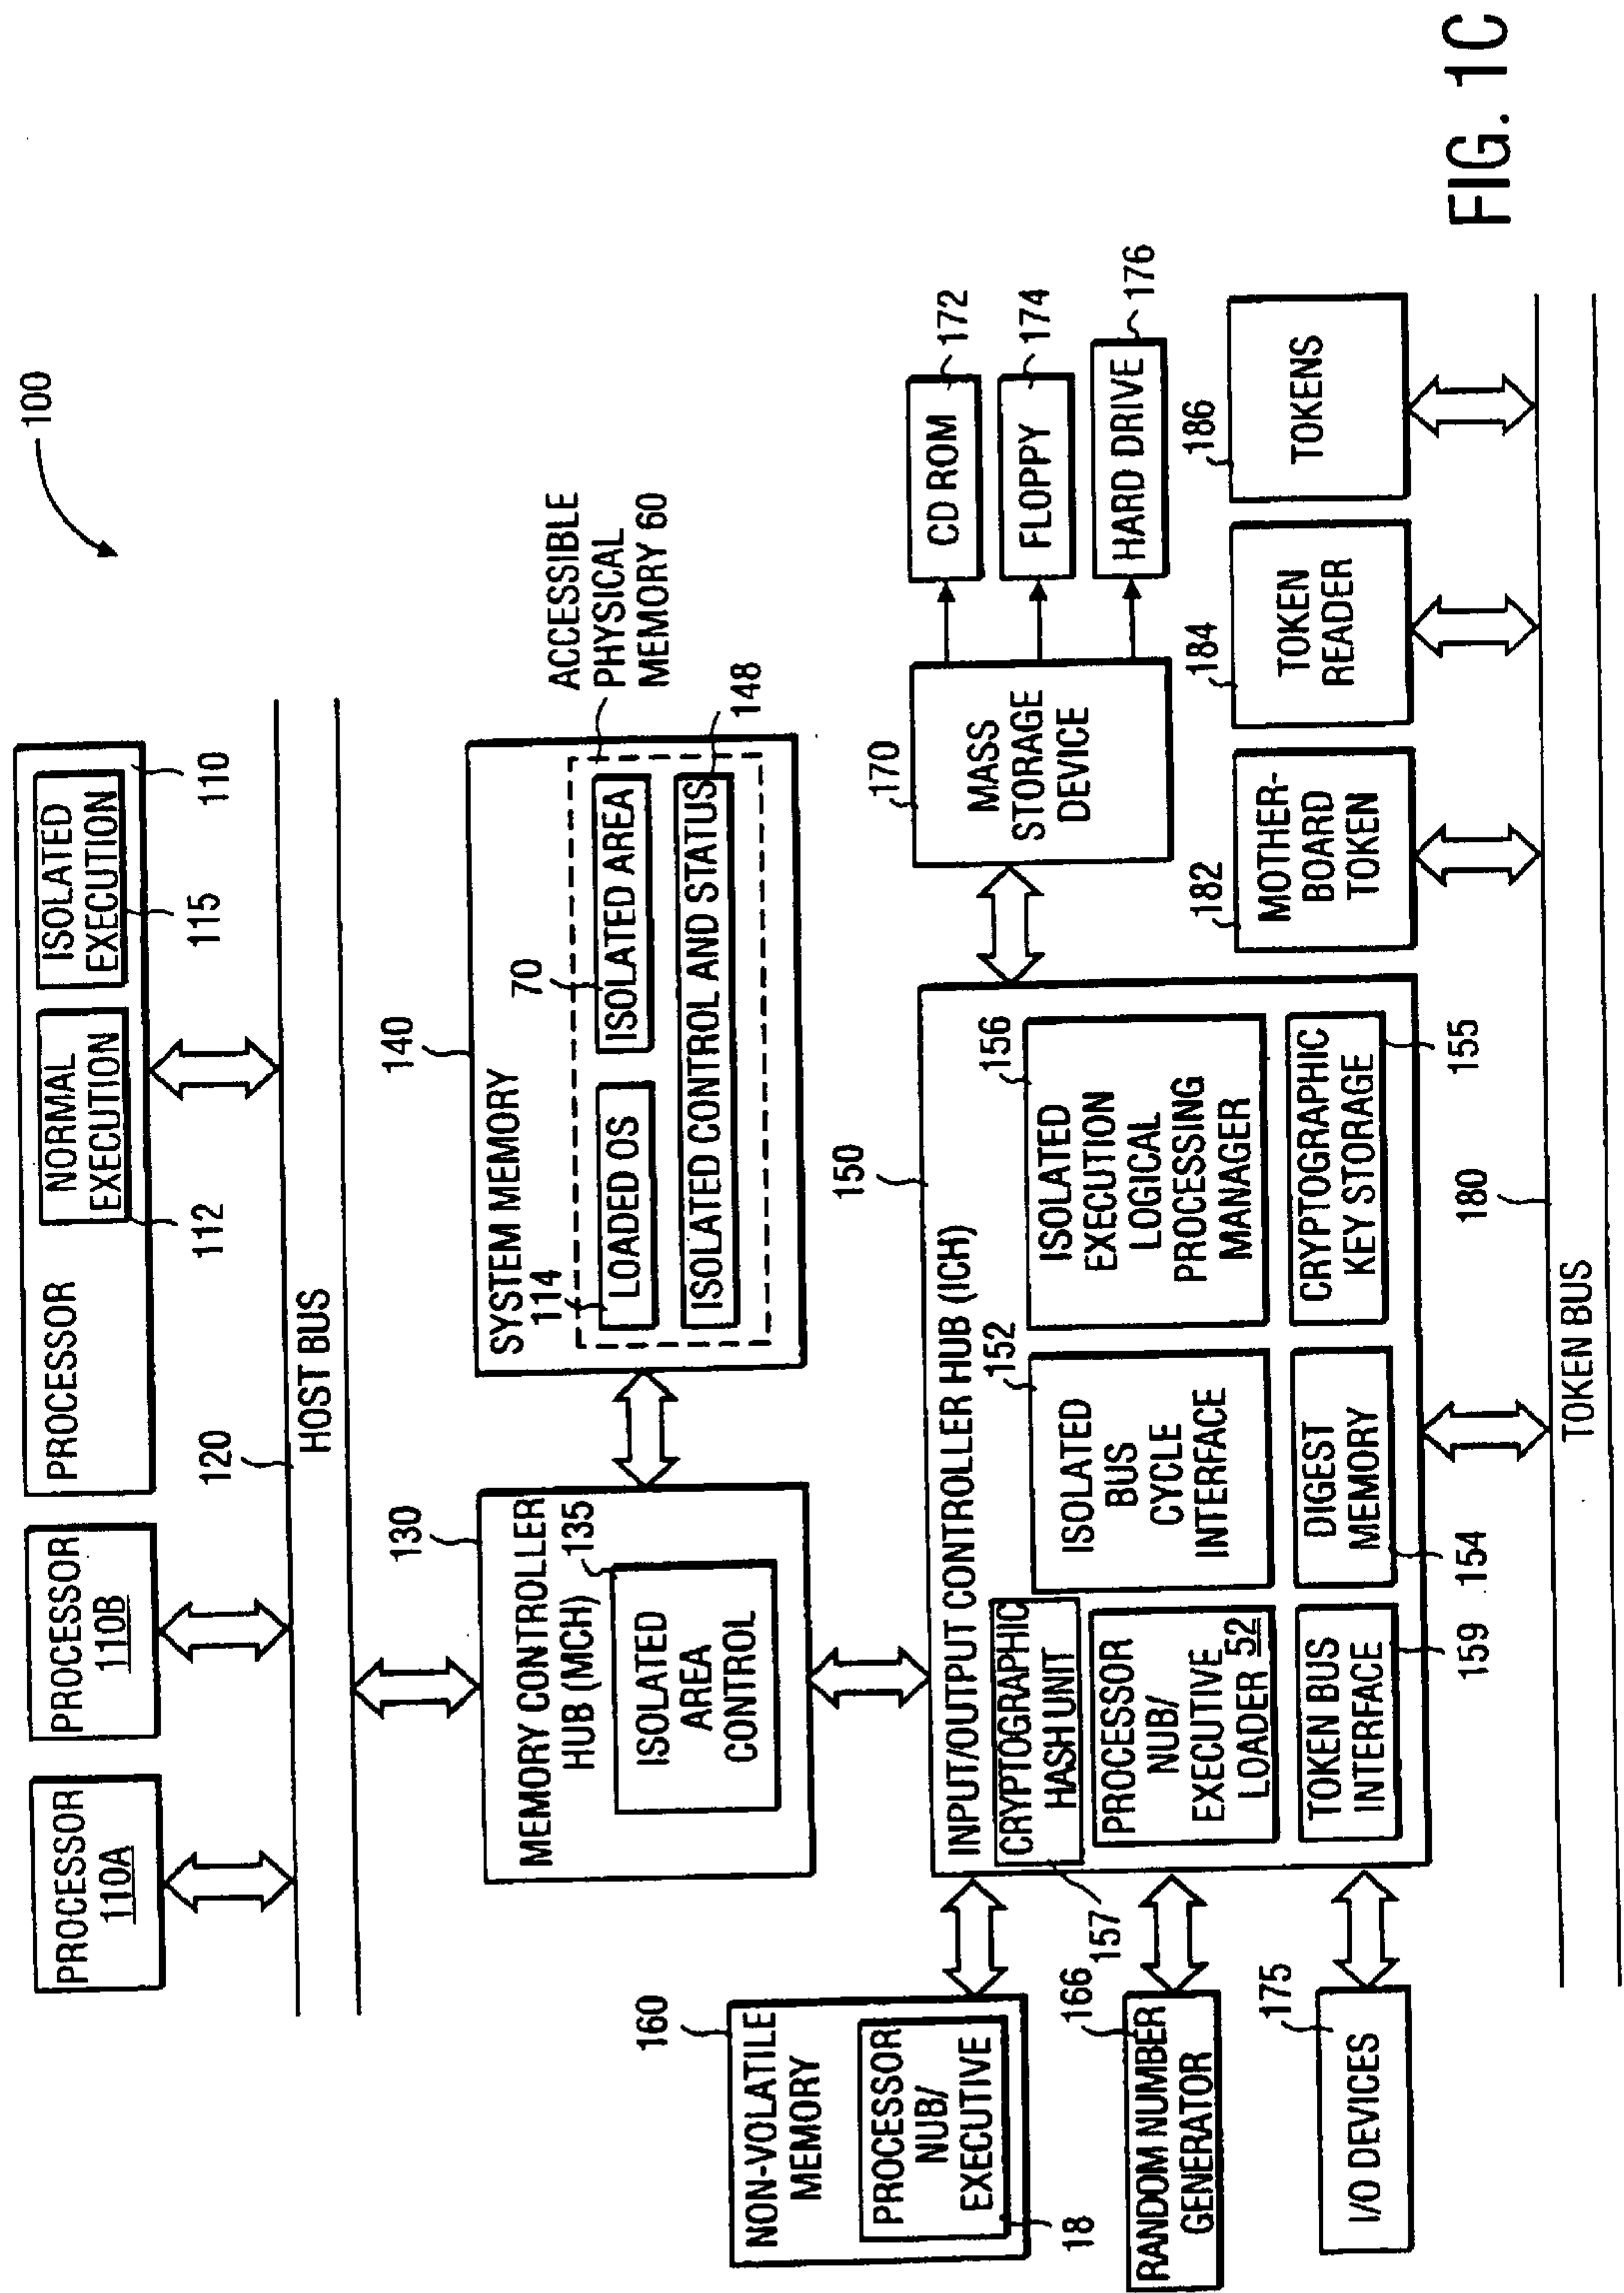 100
PROCESSOR
110A
PROCESSOR
110B
PROCESSOR
NORMAL
EXECUTION
112
ISOLATED
EXECUTION
115
110
120
HOST BUS
130
MEMORY CONTROLLER
HUB (MCH)
135
ISOLATED
AREA
CONTROL
140
SYSTEM MEMORY
114
LOADED OS
70
ISOLATED AREA
ISOLATED CONTROL AND STATUS
148
ACCESSIBLE
PHYSICAL
MEMORY 60
160
NON-VOLATILE
MEMORY
PROCESSOR
NUB/
EXECUTIVE
18
166
RANDOM NUMBER
GENERATOR
175
I/O DEVICES
150
INPUT/OUTPUT CONTROLLER HUB (ICH)
CRYPTOGRAPHIC
HASH UNIT
157
PROCESSOR
NUB/
EXECUTIVE
LOADER 52
TOKEN BUS
INTERFACE
159
152
ISOLATED
BUS
CYCLE
INTERFACE
DIGEST
MEMORY
154
156
ISOLATED
EXECUTION
LOGICAL
PROCESSING
MANAGER
CRYPTOGRAPHIC
KEY STORAGE
155
170
MASS
STORAGE
DEVICE
CD ROM
172
FLOPPY
174
HARD DRIVE
176
182
MOTHER-
BOARD
TOKEN
184
TOKEN
READER
186
TOKENS
180
TOKEN BUS
FIG. 1C